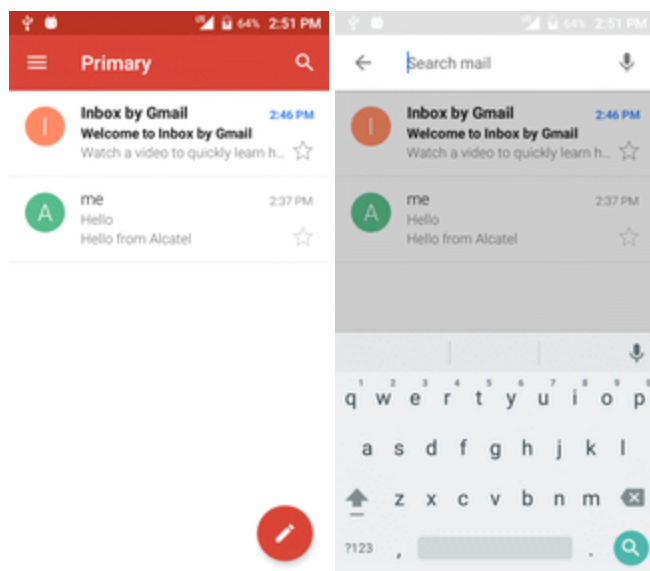 64% 2:51 PM
Primary
I
Inbox by Gmail 2:46 PM
Welcome to Inbox by Gmail
Watch a video to quickly learn h...
A
me 2:37 PM
Hello
Hello from Alcatel
64% 2:51 PM
Search mail
I
Inbox by Gmail 2:46 PM
Welcome to Inbox by Gmail
Watch a video to quickly learn h...
A
me 2:37 PM
Hello
Hello from Alcatel
1 2 3 4 5 6 7 8 9 0
q w e r t y u i o p
a s d f g h j k l
z x c v b n m
?123 , .